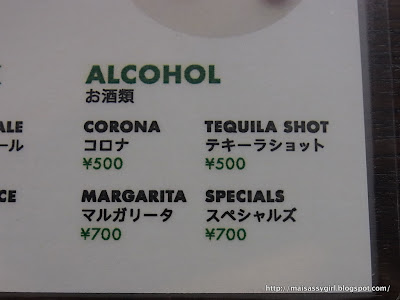 ALCOHOL
お酒類
ALE
ール
CORONA
コロナ
¥500
TEQUILA SHOT
テキーラショット
¥500
CE
MARGARITA
マルガリータ
¥700
SPECIALS
スペシャルズ
¥700
http://maisassygirl.blogspot.com/